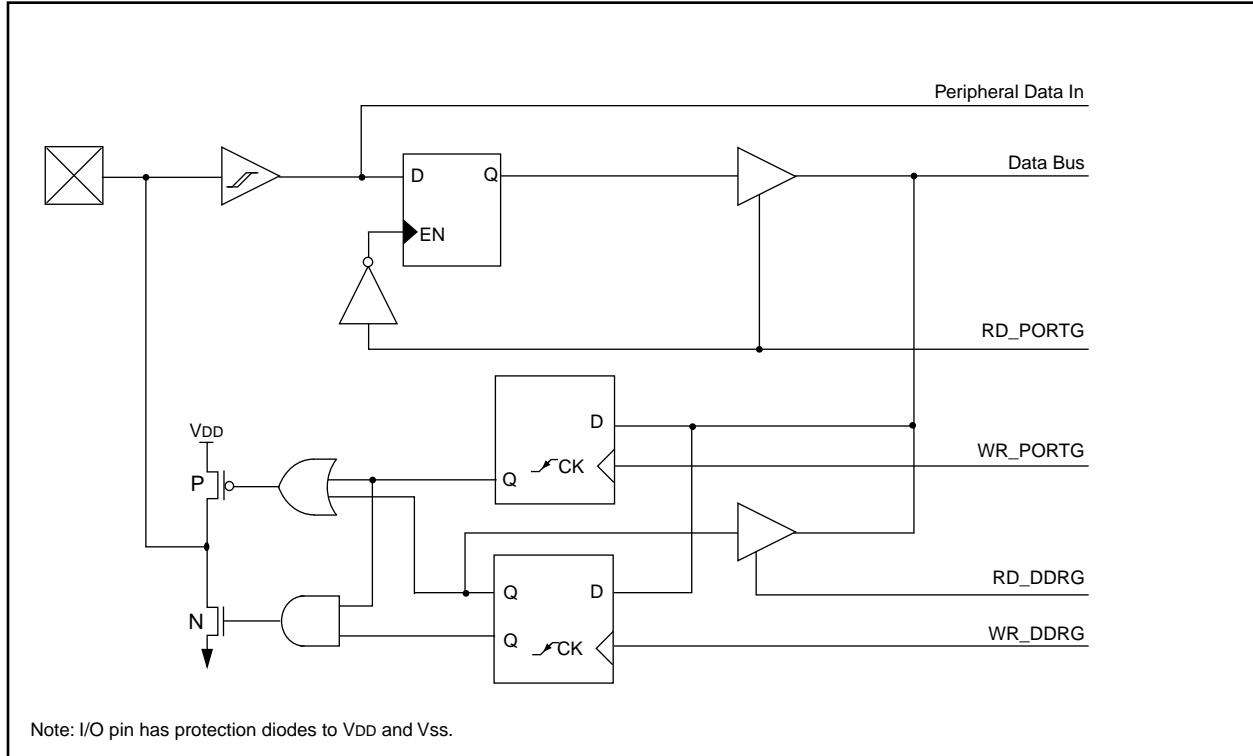 Peripheral Data In
Data Bus
D
Q
EN
RD_PORTG
VDD
D
WR_PORTG
P
Q
CK
RD_DDRG
Q
D
N
Q
CK
WR_DDRG
Note: I/O pin has protection diodes to VDD and Vss.